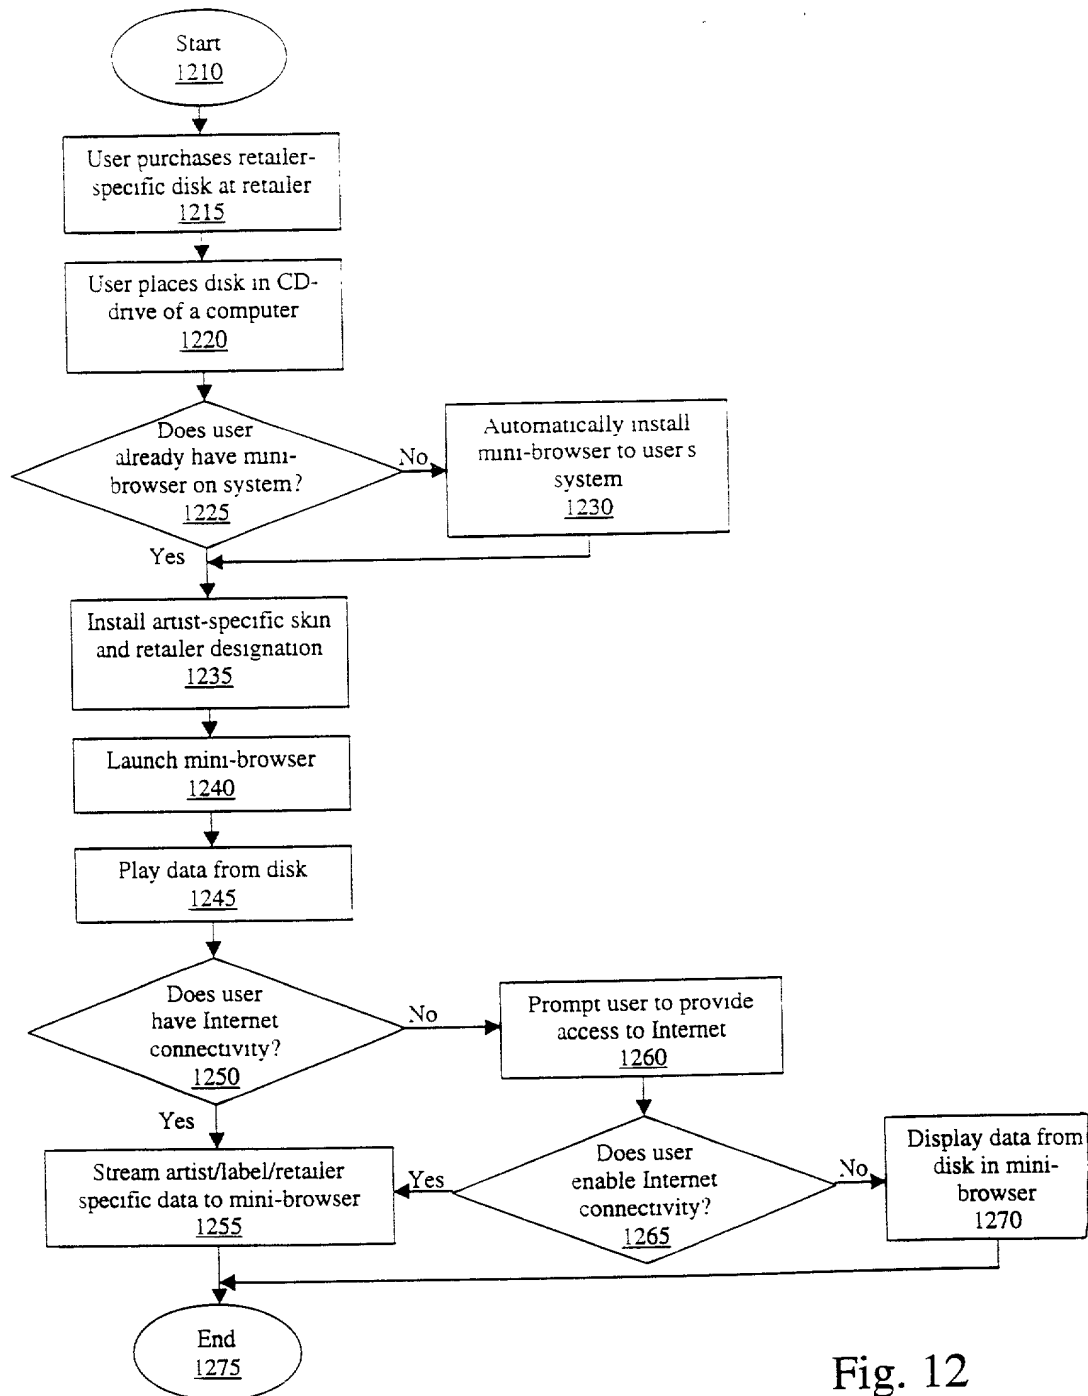 Start
1210
User purchases retailer-
specific disk at retailer
1215
User places disk in CD-
drive of a computer
1220
Does user
already have mini-
browser on system?
1225
No
Automatically install
mini-browser to user's
system
1230
Yes
Install artist-specific skin
and retailer designation
1235
Launch mini-browser
1240
Play data from disk
1245
Does user
have Internet
connectivity?
1250
No
Prompt user to provide
access to Internet
1260
Yes
Stream artist/label/retailer
specific data to mini-browser
1255
Yes
Does user
enable Internet
connectivity?
1265
No
Display data from
disk in mini-
browser
1270
End
1275
Fig. 12